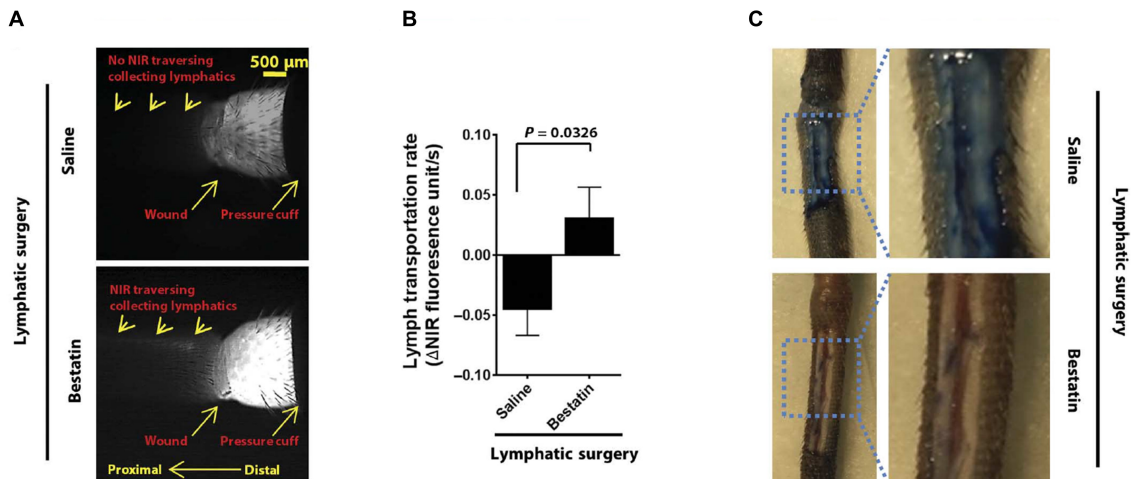 A
Lymphatic surgery
Saline
No NIR traversing
collecting lymphatics
500 µm
Wound
Pressure cuff
Bestatin
NIR traversing
collecting lymphatics
Wound
Pressure cuff
Proximal
Distal
B
Lymph transportation rate
(ΔNIR fluorescence unit/s)
0.10
0.05
0.00
−0.05
−0.10
P = 0.0326
Saline
Bestatin
Lymphatic surgery
C
Saline
Bestatin
Lymphatic surgery